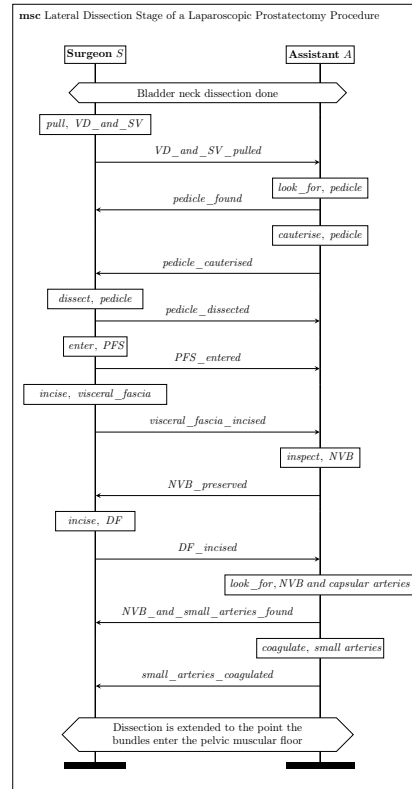 msc Lateral Dissection Stage of a Laparoscopic Prostatectomy Procedure
Surgeon S
Assistant A
Bladder neck dissection done
pull, VD_and_SV
VD_and_SV_pulled
look_for, pedicle
pedicle_found
cauterise, pedicle
pedicle_cauterised
dissect, pedicle
pedicle_dissected
enter, PFS
PFS_entered
incise, visceral_fascia
visceral_fascia_incised
inspect, NVB
NVB_preserved
incise, DF
DF_incised
look_for, NVB and capsular arteries
NVB_and_small_arteries_found
coagulate, small arteries
small_arteries_coagulated
Dissection is extended to the point the
bundles enter the pelvic muscular floor